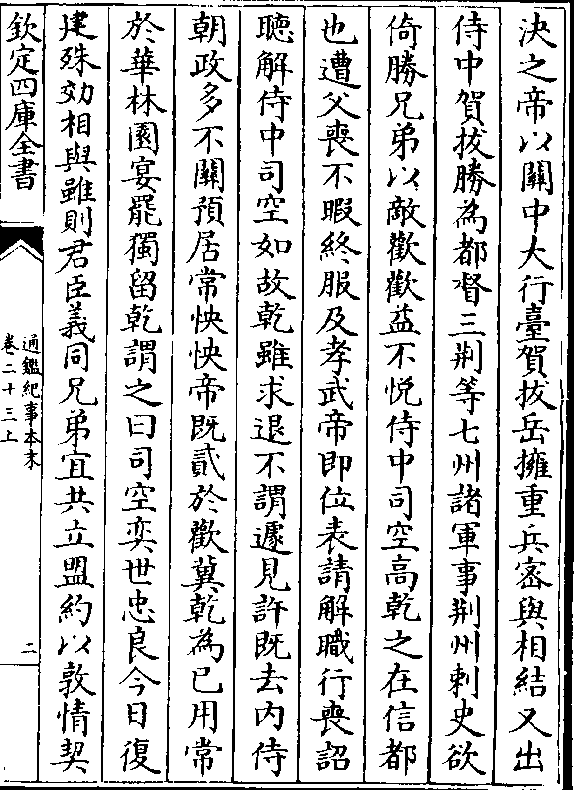 決之帝以關中大行臺賀拔岳擁重兵密與相結又出
侍中賀拔勝為都督三荆等七州諸軍事荆州刺史欲
倚勝兄弟以敵歡歡益不悅侍中司空高乾之在信都
也遭父喪不暇終服及孝武帝即位表請解職行喪詔
聽解侍中司空如故乾雖求退不謂遽見許既去内侍
朝政多不關預居常怏怏帝既貳於歡冀乾為已用常
於華林園宴罷獨留乾謂之曰司空奕世忠良今日復
建殊効相與雖則君臣義同兄弟宜共立盟約以敦情契
欽定四庫全書
通鑑紀事本末
卷二十三上
二